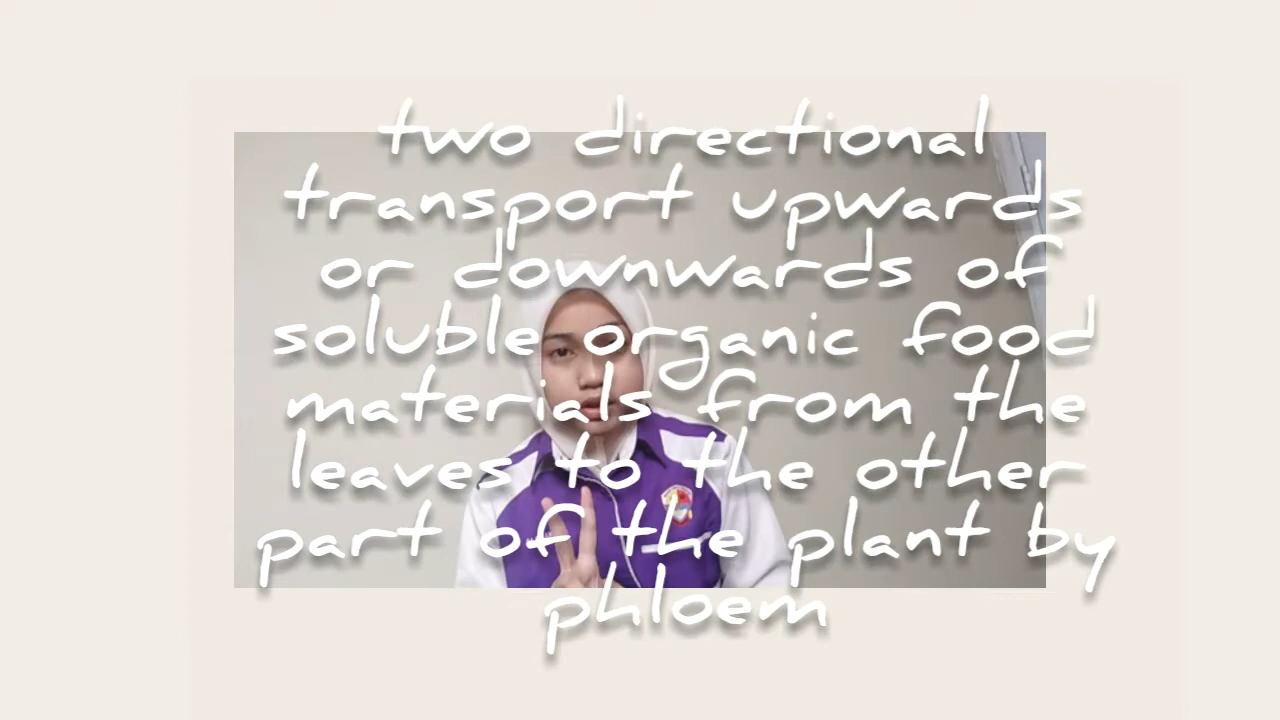 two directional
transport upwards
or downwards of
soluble organic food
materials from the
leaves to the other
part of the plant by
phloem